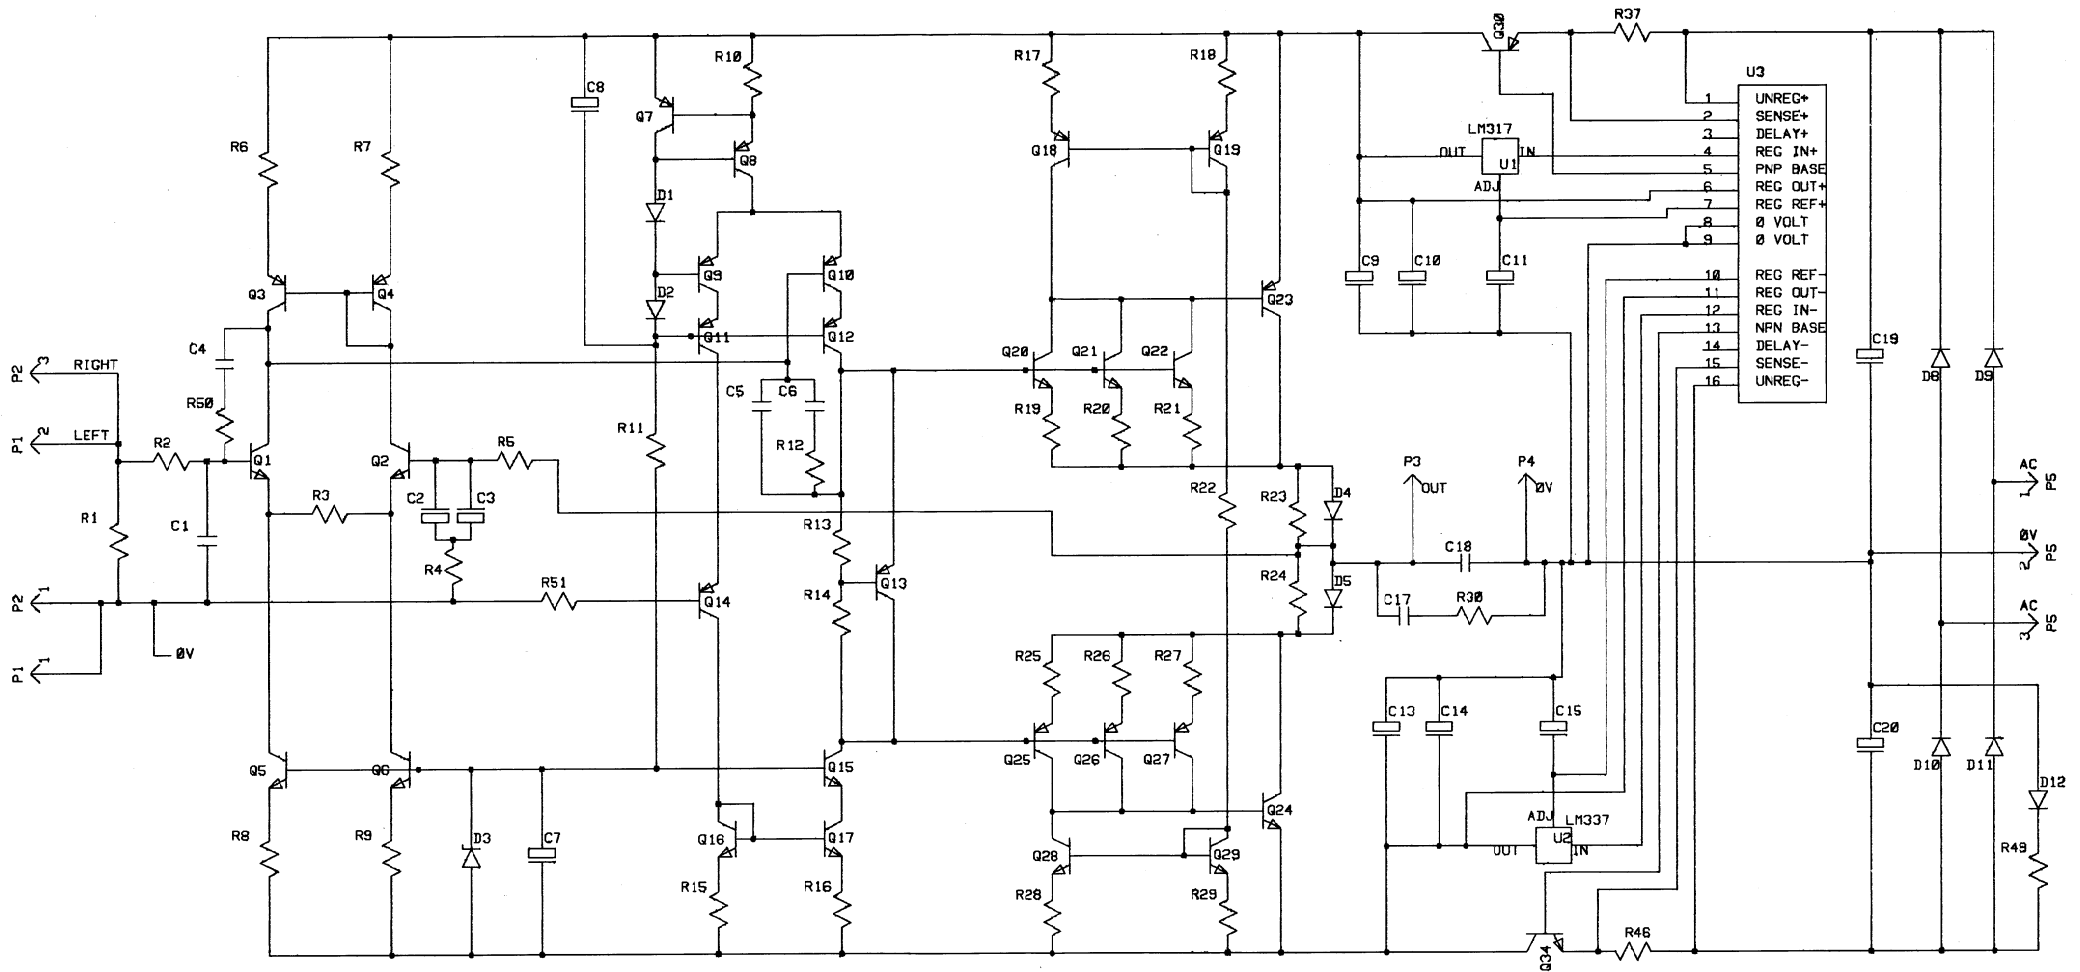 R37
Q30
R10
R17
R18
U3
C8
Q7
1 UNREG+
2 SENSE+
LM317
3 DELAY+
R6
R7
Q8
Q18
Q19
OUT
IN
U1
4 REG IN+
5 PNP BASE
ADJ
6 REG OUT+
D1
7 REG REF+
8 0 VOLT
9 0 VOLT
Q9
Q10
C9
C10
C11
10 REG REF-
Q3
Q4
D2
Q23
11 REG OUT-
12 REG IN-
13 NPN BASE
Q11
Q12
C4
Q20
Q21
Q22
14 DELAY-
C19
P2
3
RIGHT
15 SENSE-
D8
D9
16 UNREG-
R50
C5
C6
R19
R20
R21
P1
2
LEFT
R2
R11
R12
Q1
Q2
R5
P3
P4
AC
1
P5
R22
R23
D4
OUT
0V
R3
C2
C3
R1
C1
R13
0V
2
P5
C18
R4
R51
Q13
R24
D5
P2
1
Q14
R14
C17
R30
AC
3
P5
0V
P1
1
R25
R26
R27
C13
C14
C15
C20
Q25
Q26
Q27
Q5
Q6
Q15
D10
D11
D12
Q24
R8
R9
D3
C7
Q16
Q17
ADJ
LM337
U2
OUT
IN
Q28
Q29
R49
R15
R16
R28
R29
R46
Q34